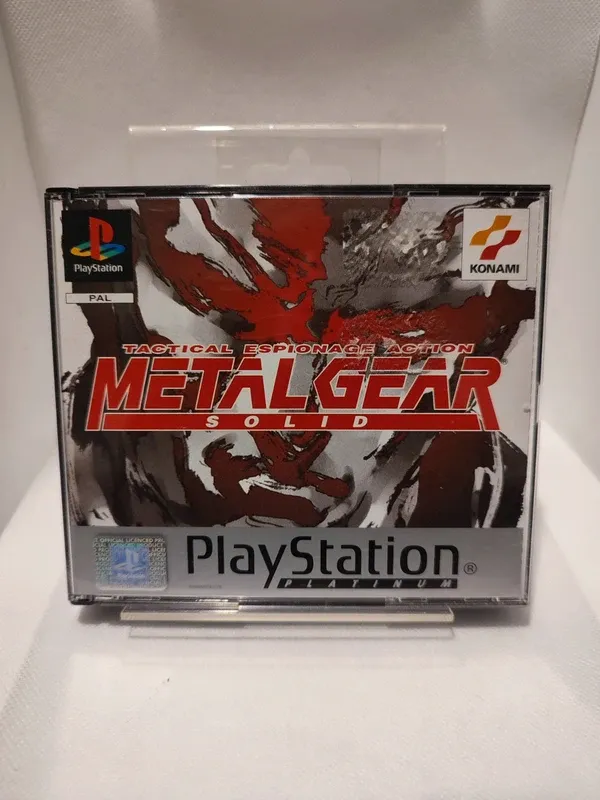 PlayStation
PAL
KONAMI
TACTICAL ESPIONAGE ACTION
METAL GEAR
SOLID
PlayStation®
PLATINUM